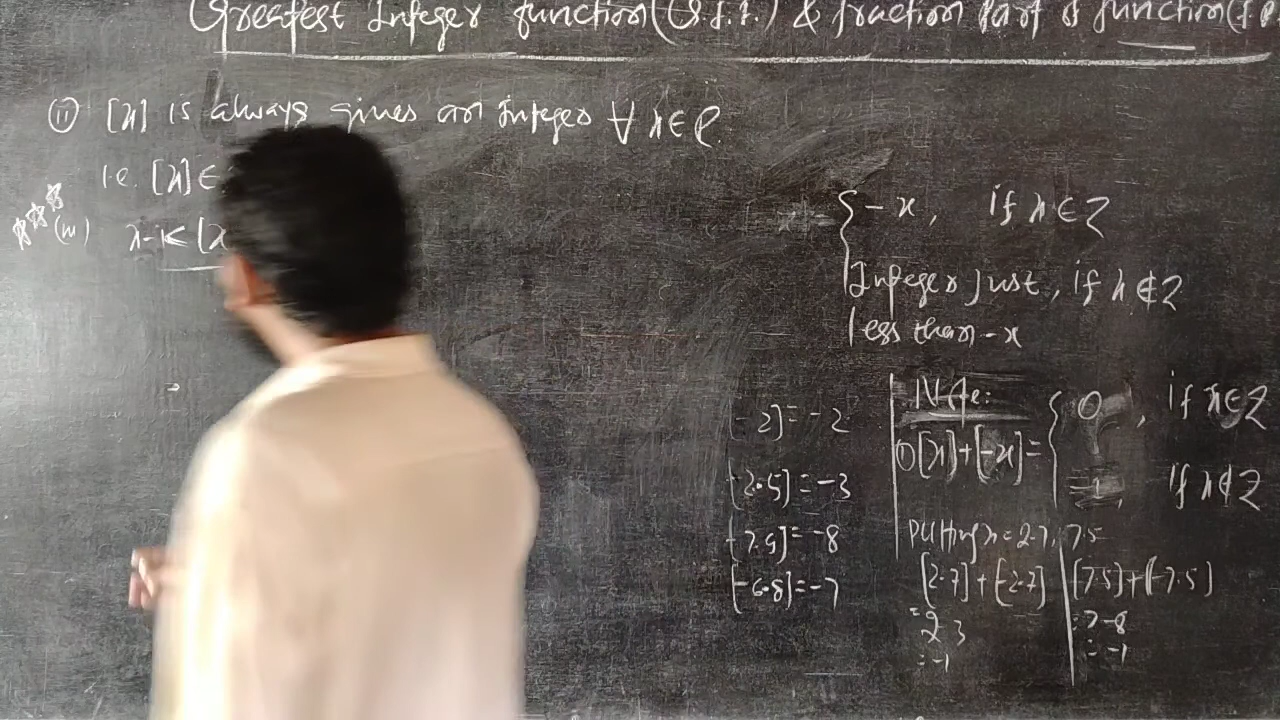 Greatest Integer function(G.I.F.) & fraction Part of function(F.P
(ii) [x] is always gives an Integer ∀ x∈R
i.e. [x]∈
(iii) x-1<[x
{-x, if x∈Z
Integer Just, if x∉Z
less than -x
-2]=-2
[-2.5]=-3
[-7.5]=-8
[-6.8]=-7
Note:
①[x]+[-x]={0, if x∈Z
-1, if x∉Z
Putting x=2.7, 7.5
[2.7]+[-2.7] | [7.5]+[-7.5]
=2-3 | =7-8
=-1 | =-1